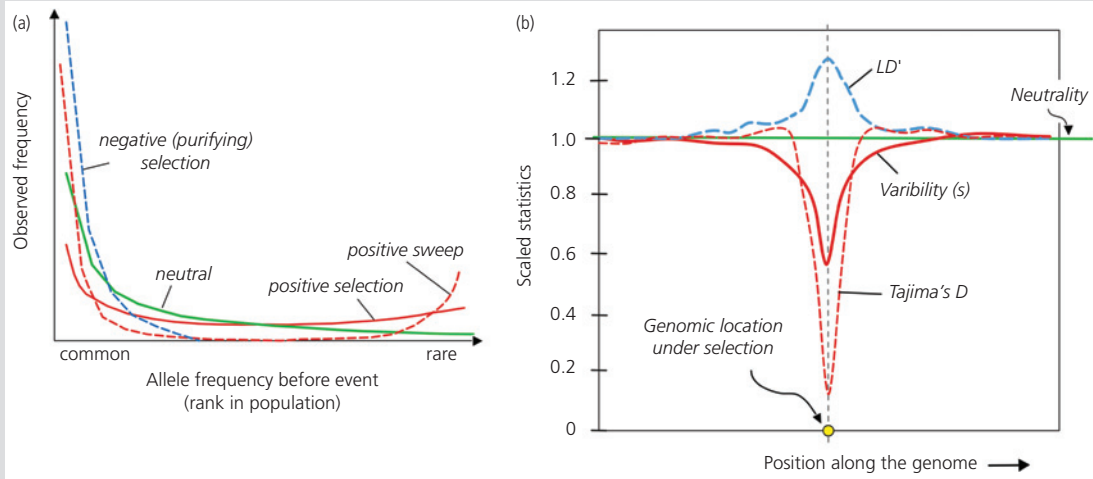 (a)
Observed frequency
negative (purifying)
selection
neutral
positive sweep
positive selection
common
rare
Allele frequency before event
(rank in population)
(b)
Scaled statistics
1.2
1.0
0.8
0.6
0.4
0.2
0
LD'
Neutrality
Varibility (s)
Tajima's D
Genomic location
under selection
Position along the genome